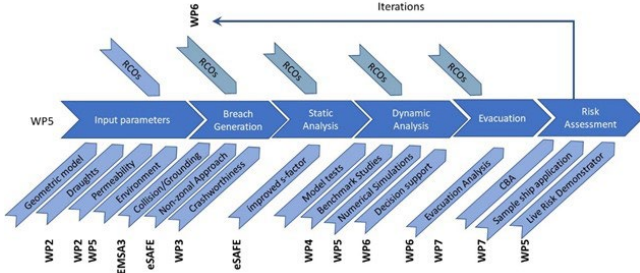 WP6
Iterations
RCOs
RCOs
RCOs
RCOs
RCOs
WP5
Input parameters
Breach
Generation
Static
Analysis
Dynamic
Analysis
Evacuation
Risk
Assessment
Geometric model
Draughts
Permeability
Environment
Collision/Grounding
Non-zonal Approach
Crashworthiness
Improved s-factor
Model tests
Benchmark Studies
Numerical Simulations
Decision support
Evacuation Analysis
CBA
Sample ship application
Live Risk Demonstrator
WP2
WP2
WP5
EMSA3
eSAFE
WP3
eSAFE
WP4
WP5
WP6
WP6
WP7
WP7
WP5